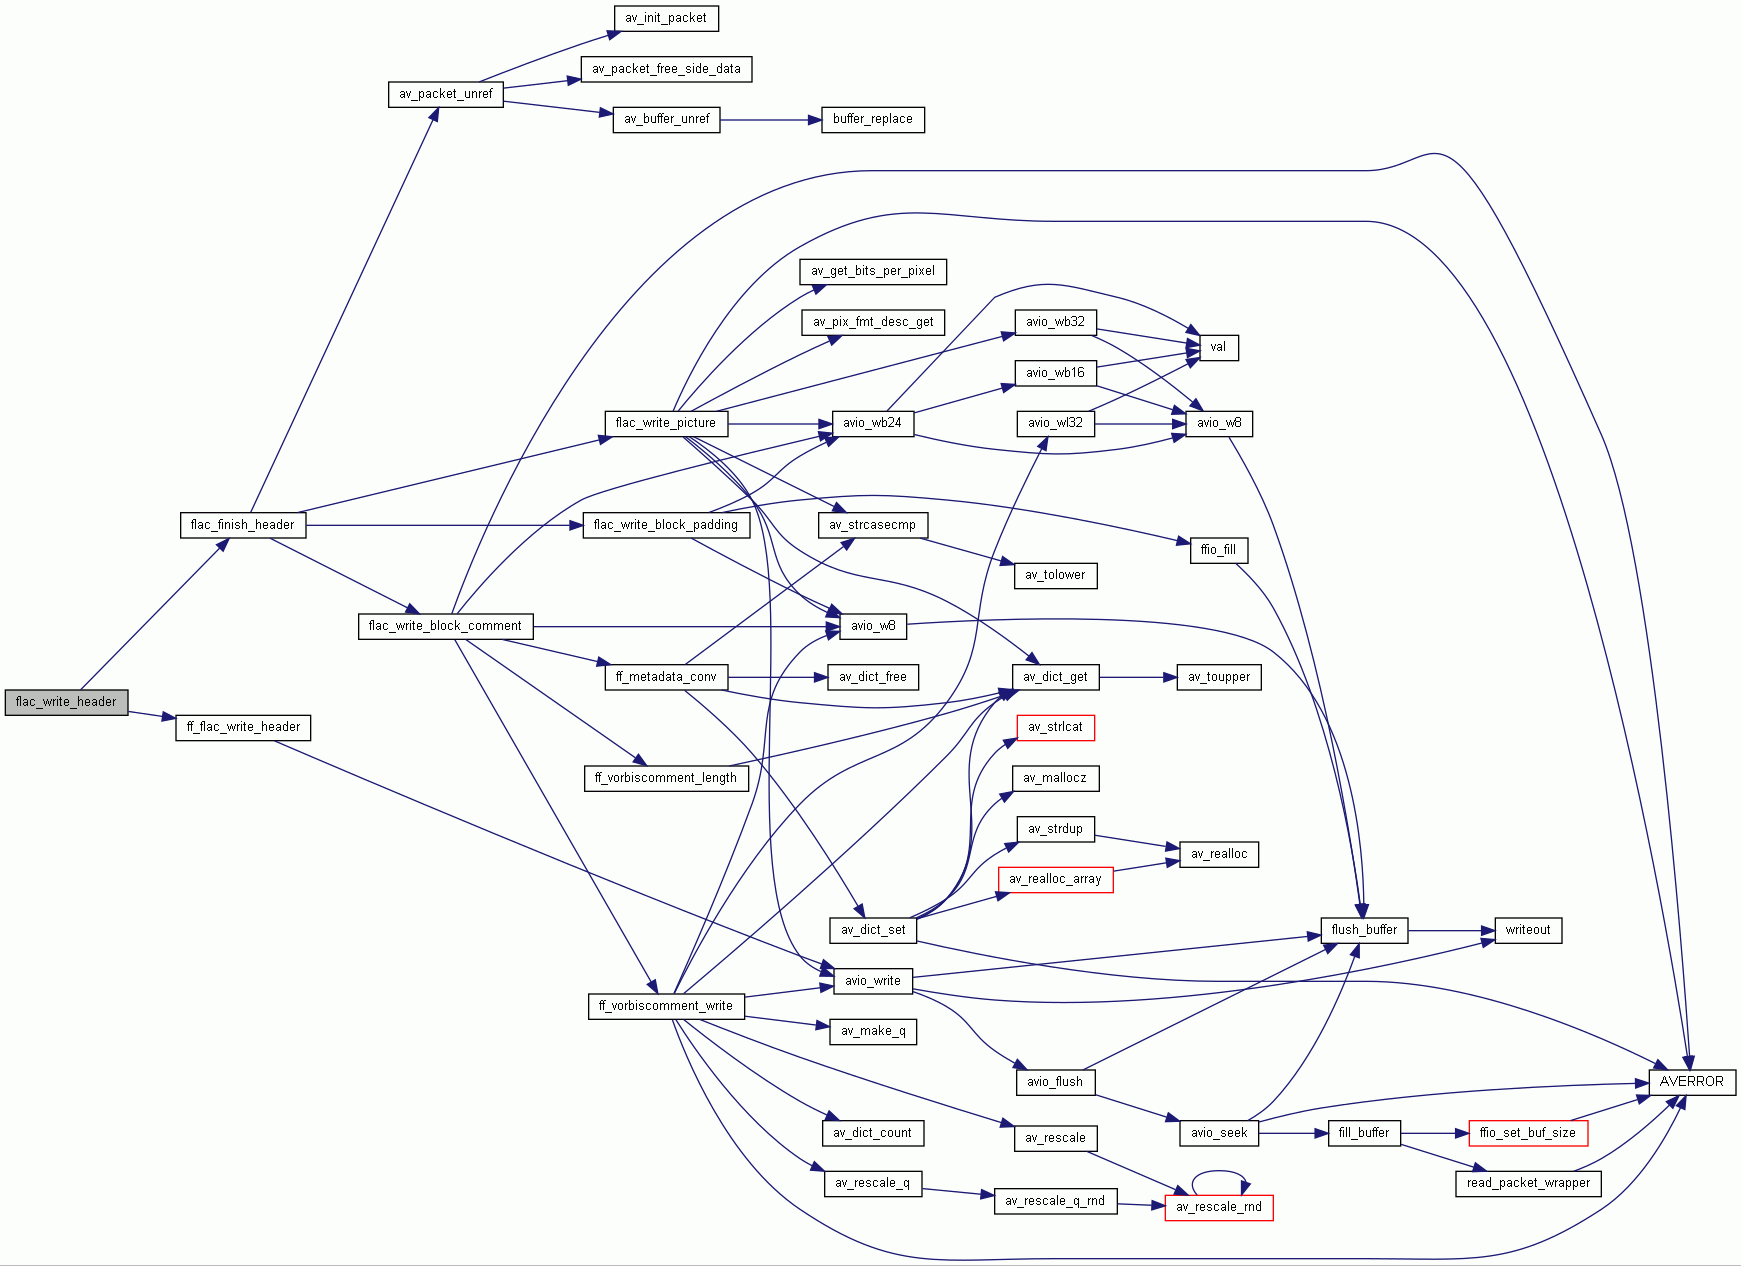 av_init_packet
av_packet_free_side_data
av_packet_unref
av_buffer_unref
buffer_replace
av_get_bits_per_pixel
av_pix_fmt_desc_get
avio_wb32
val
avio_wb16
flac_write_picture
avio_wb24
avio_wl32
avio_w8
flac_finish_header
flac_write_block_padding
av_strcasecmp
ffio_fill
av_tolower
flac_write_block_comment
avio_w8
ff_metadata_conv
av_dict_free
av_dict_get
av_toupper
flac_write_header
ff_flac_write_header
av_strlcat
ff_vorbiscomment_length
av_mallocz
av_strdup
av_realloc
av_realloc_array
av_dict_set
flush_buffer
writeout
avio_write
ff_vorbiscomment_write
av_make_q
avio_flush
AVERROR
av_dict_count
av_rescale
avio_seek
fill_buffer
ffio_set_buf_size
av_rescale_q
read_packet_wrapper
av_rescale_q_rnd
av_rescale_rnd